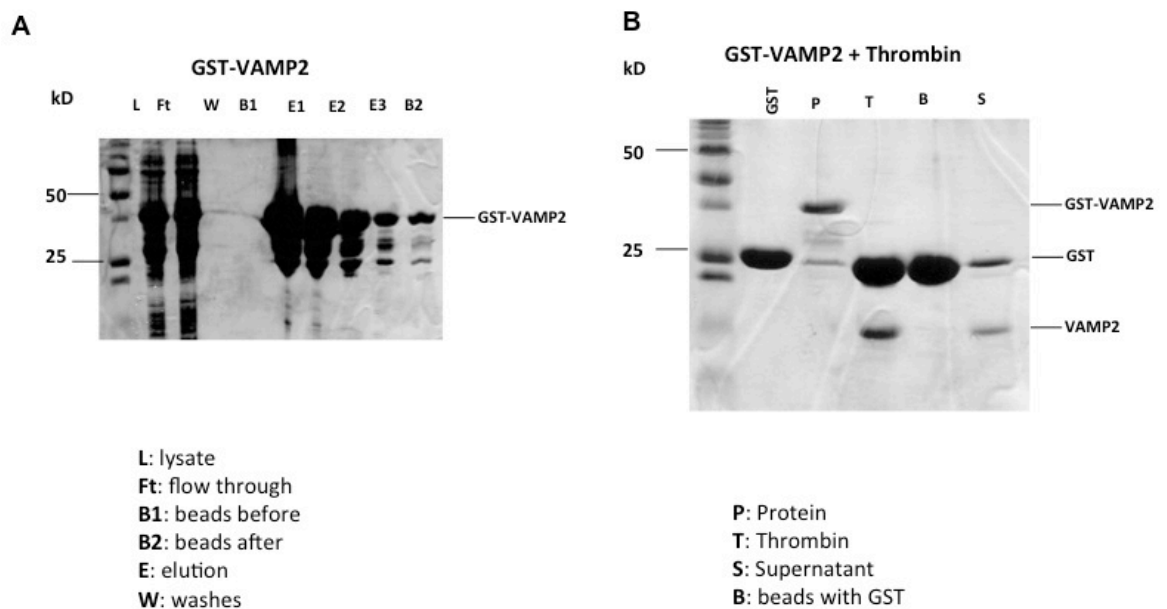 A
GST-VAMP2
kD
L Ft W B1 E1 E2 E3 B2
50
25
GST-VAMP2
L: lysate
Ft: flow through
B1: beads before
B2: beads after
E: elution
W: washes
B
GST-VAMP2 + Thrombin
kD
GST P T B S
50
25
GST-VAMP2
GST
VAMP2
P: Protein
T: Thrombin
S: Supernatant
B: beads with GST